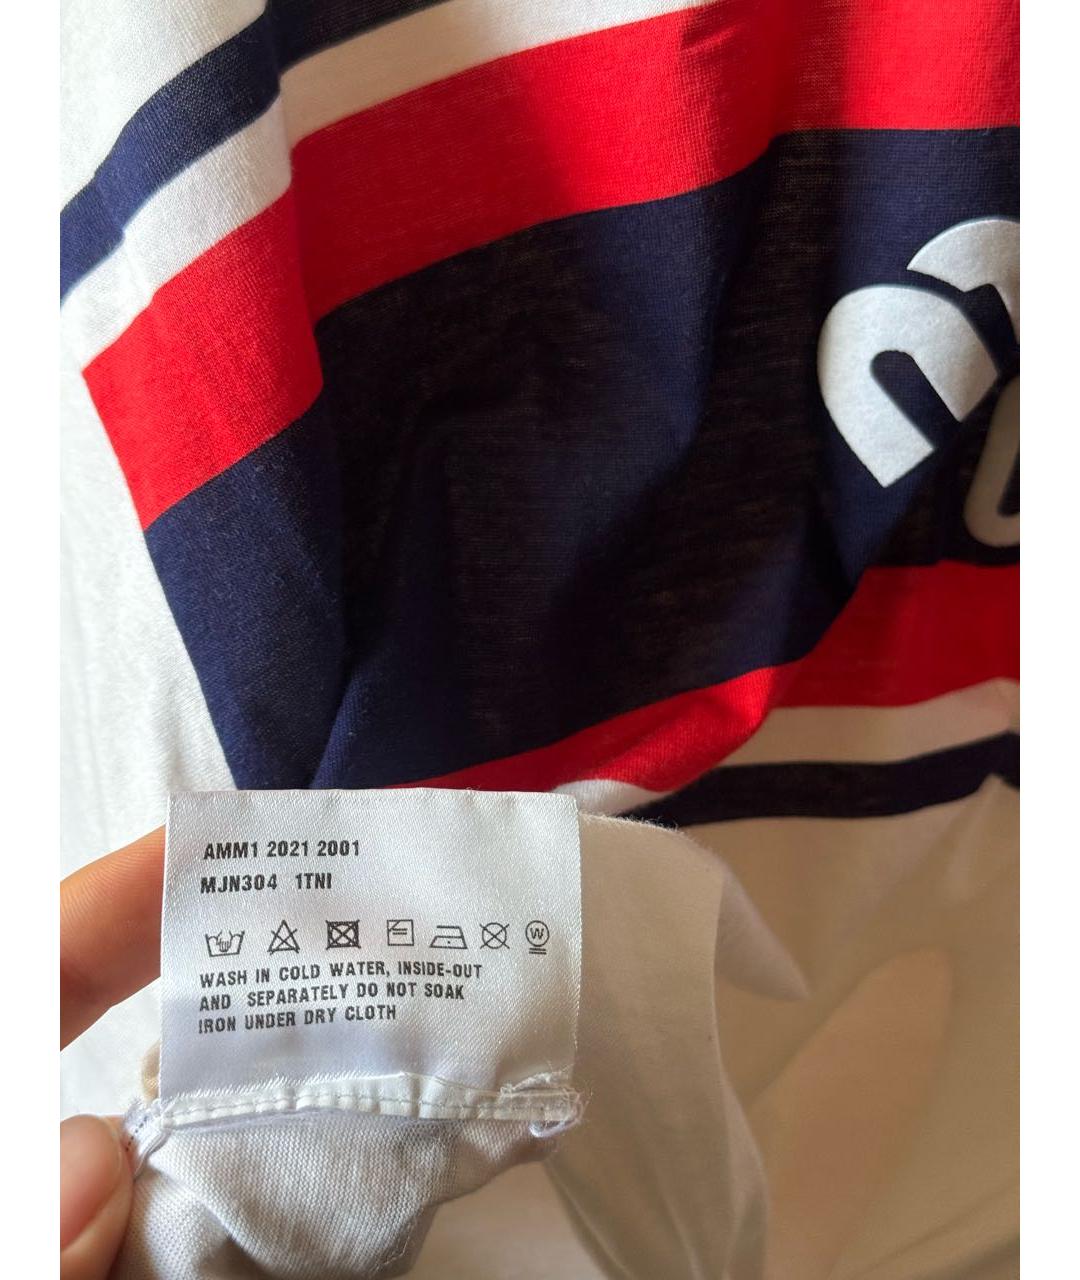 AMM1 2021 2001
MJN304 1TNI
W
WASH IN COLD WATER, INSIDE-OUT
AND SEPARATELY DO NOT SOAK
IRON UNDER DRY CLOTH